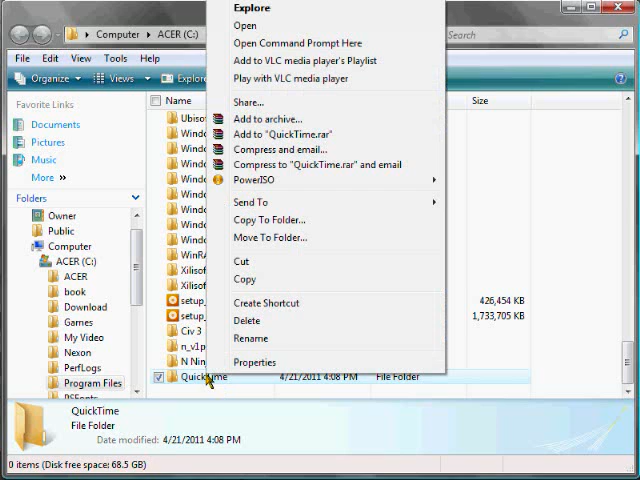 Computer ▸ ACER (C:) ▸
Search
File Edit View Tools Help
Organize Views Explore
Favorite Links
Documents
Pictures
Music
More »
Folders
Owner
Public
Computer
ACER (C:)
ACER
book
Download
Games
My Video
Nexon
PerfLogs
Program Files
PSFonts
Name
Size
Ubisof
Windo
Windo
Windo
Windo
Windo
Windo
Windo
Windo
WinRA
Xilisof
Xilisof
setup_ 426,454 KB
setup_ 1,733,705 KB
Civ 3
n_v1p
N Nin
QuickTime 4/21/2011 4:08 PM File Folder
Explore
Open
Open Command Prompt Here
Add to VLC media player's Playlist
Play with VLC media player
Share...
Add to archive...
Add to "QuickTime.rar"
Compress and email...
Compress to "QuickTime.rar" and email
PowerISO
Send To
Copy To Folder...
Move To Folder...
Cut
Copy
Create Shortcut
Delete
Rename
Properties
QuickTime
File Folder
Date modified: 4/21/2011 4:08 PM
0 items (Disk free space: 68.5 GB)